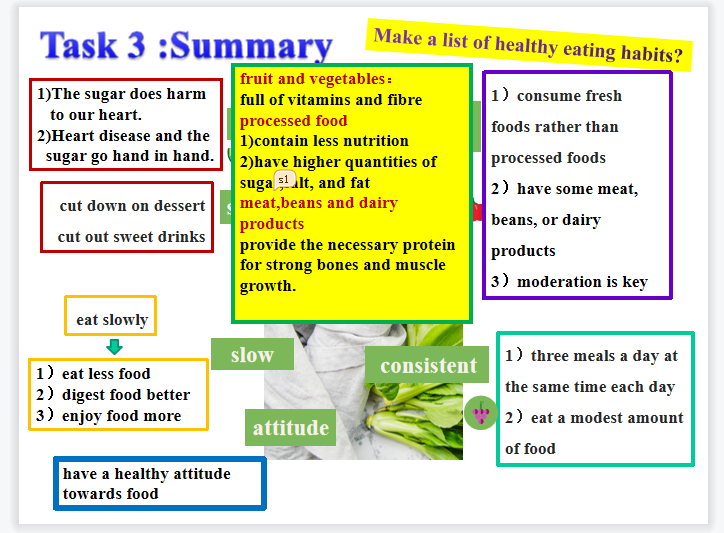 Task 3 :Summary
Make a list of healthy eating habits?
1)The sugar does harm
to our heart.
2)Heart disease and the
sugar go hand in hand.
cut down on dessert
cut out sweet drinks
fruit and vegetables：
full of vitamins and fibre
processed food
1)contain less nutrition
2)have higher quantities of
salt, and fat
meat,beans and dairy
products
provide the necessary protein
for strong bones and muscle
growth.
s1
1）consume fresh
foods rather than
processed foods
2）have some meat,
beans, or dairy
products
3）moderation is key
eat slowly
1）eat less food
2）digest food better
3）enjoy food more
slow
consistent
attitude
1）three meals a day at
the same time each day
2）eat a modest amount
of food
have a healthy attitude
towards food